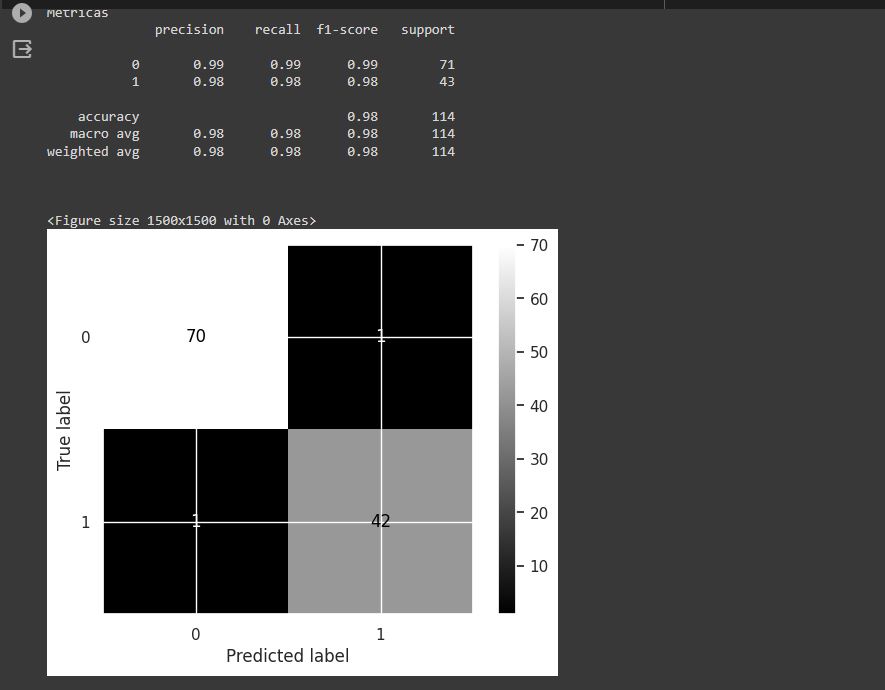 Metricas
precision recall f1-score support
0 0.99 0.99 0.99 71
1 0.98 0.98 0.98 43
accuracy 0.98 114
macro avg 0.98 0.98 0.98 114
weighted avg 0.98 0.98 0.98 114
<Figure size 1500x1500 with 0 Axes>
70
60
50
40
30
20
10
True label
0
1
70
1
1
42
0
1
Predicted label